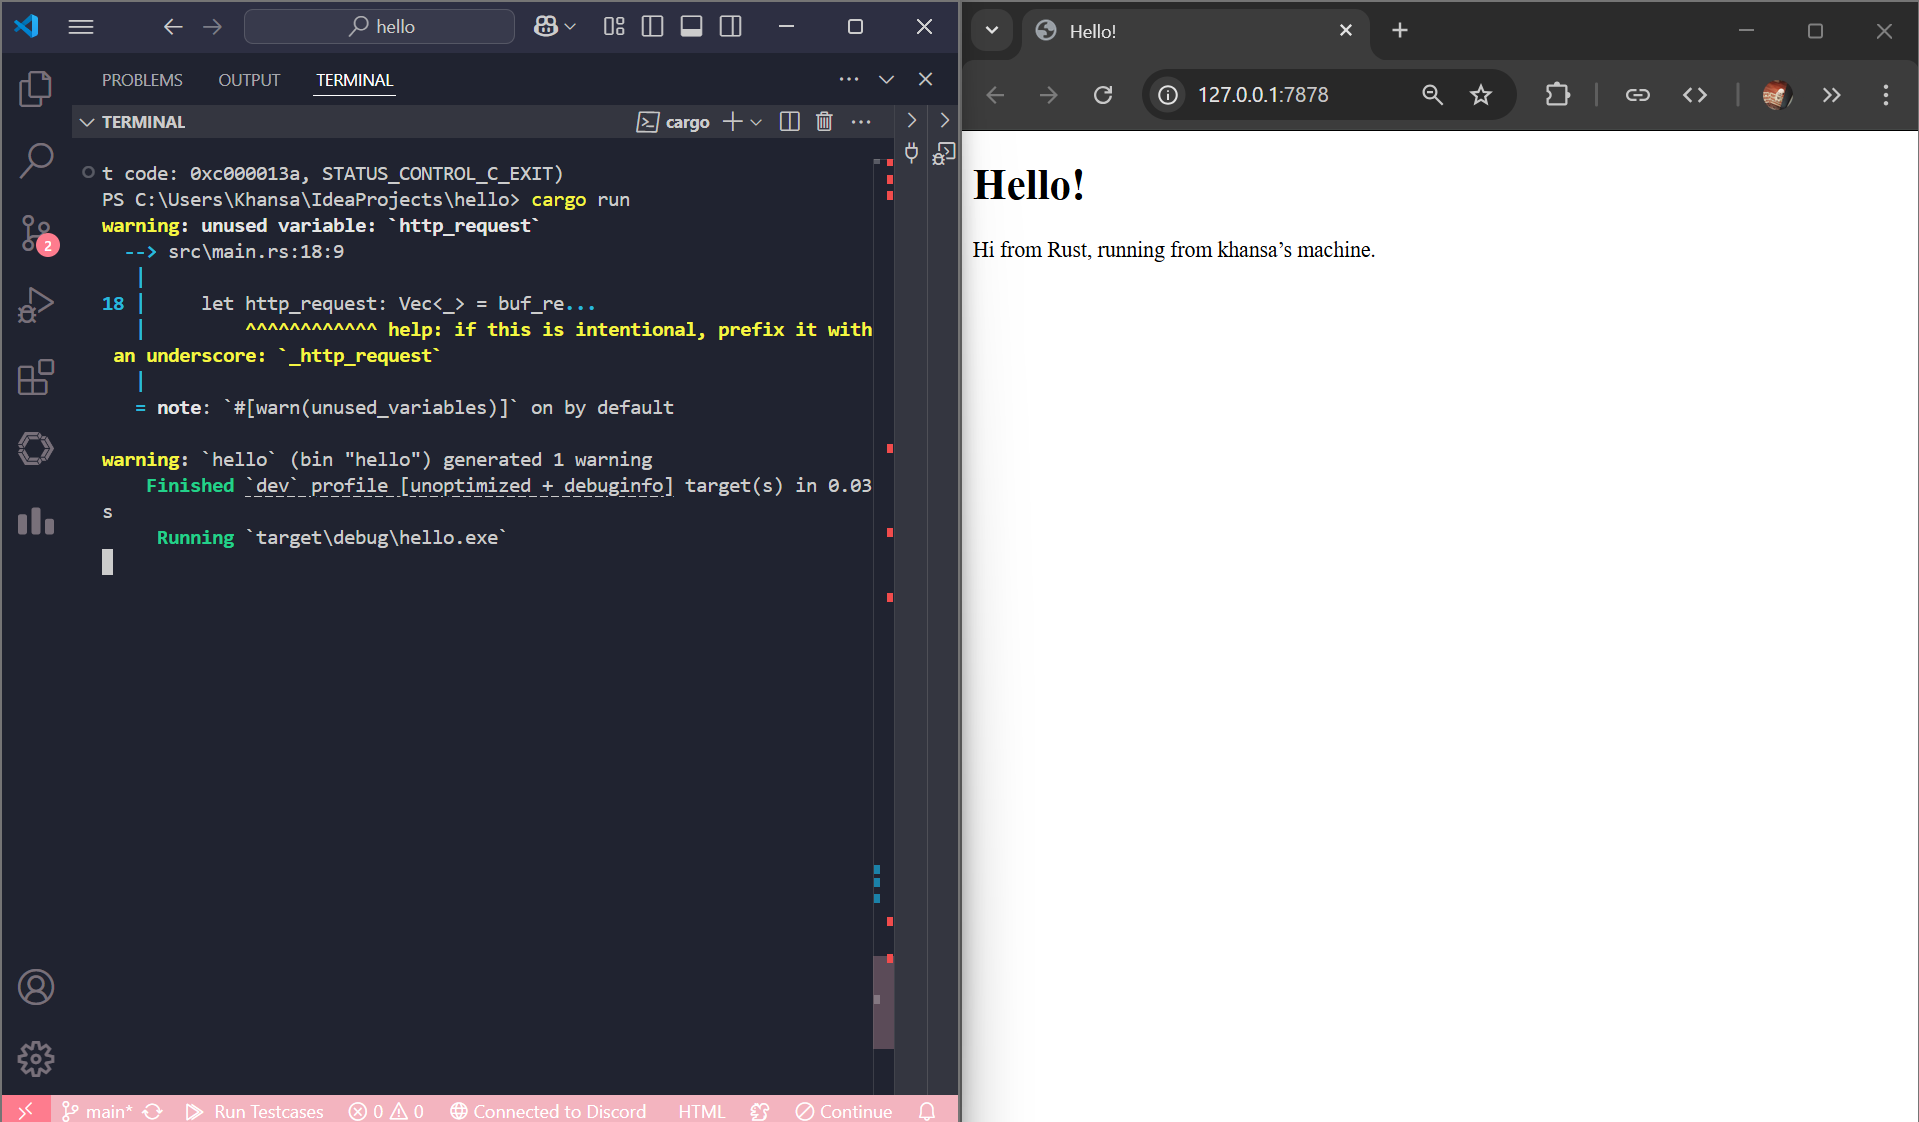 hello
PROBLEMS OUTPUT TERMINAL
TERMINAL cargo
t code: 0xc000013a, STATUS_CONTROL_C_EXIT)
PS C:\Users\Khansa\IdeaProjects\hello> cargo run
warning: unused variable: `http_request`
  --> src\main.rs:18:9
   |
18 |     let http_request: Vec<_> = buf_re...
   |         ^^^^^^^^^^^^ help: if this is intentional, prefix it with
 an underscore: `_http_request`
   |
   = note: `#[warn(unused_variables)]` on by default
warning: `hello` (bin "hello") generated 1 warning
    Finished `dev` profile [unoptimized + debuginfo] target(s) in 0.03
s
     Running `target\debug\hello.exe`
2
main* Run Testcases 0 0 Connected to Discord HTML Continue
Hello!
127.0.0.1:7878
Hello!
Hi from Rust, running from khansa’s machine.